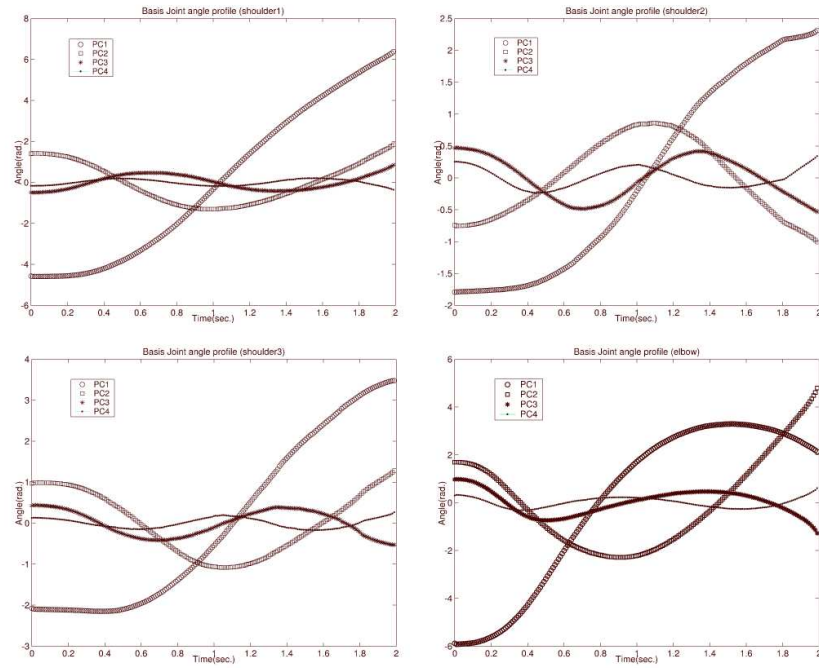 Basis Joint angle profile (shoulder1)
8
6
4
2
0
-2
-4
-6
Angle(rad.)
PC1
PC2
PC3
PC4
0 0.2 0.4 0.6 0.8 1 1.2 1.4 1.6 1.8 2
Time(sec.)
Basis Joint angle profile (shoulder2)
2.5
2
1.5
1
0.5
0
-0.5
-1
-1.5
-2
Angle(rad.)
PC1
PC2
PC3
PC4
0 0.2 0.4 0.6 0.8 1 1.2 1.4 1.6 1.8 2
Time(sec.)
Basis Joint angle profile (shoulder3)
4
3
2
1
0
-1
-2
-3
Angle(rad.)
PC1
PC2
PC3
PC4
0 0.2 0.4 0.6 0.8 1 1.2 1.4 1.6 1.8 2
Time(sec.)
Basis Joint angle profile (elbow)
6
4
2
0
-2
-4
-6
Angle(rad.)
PC1
PC2
PC3
PC4
0 0.2 0.4 0.6 0.8 1 1.2 1.4 1.6 1.8 2
Time(sec.)